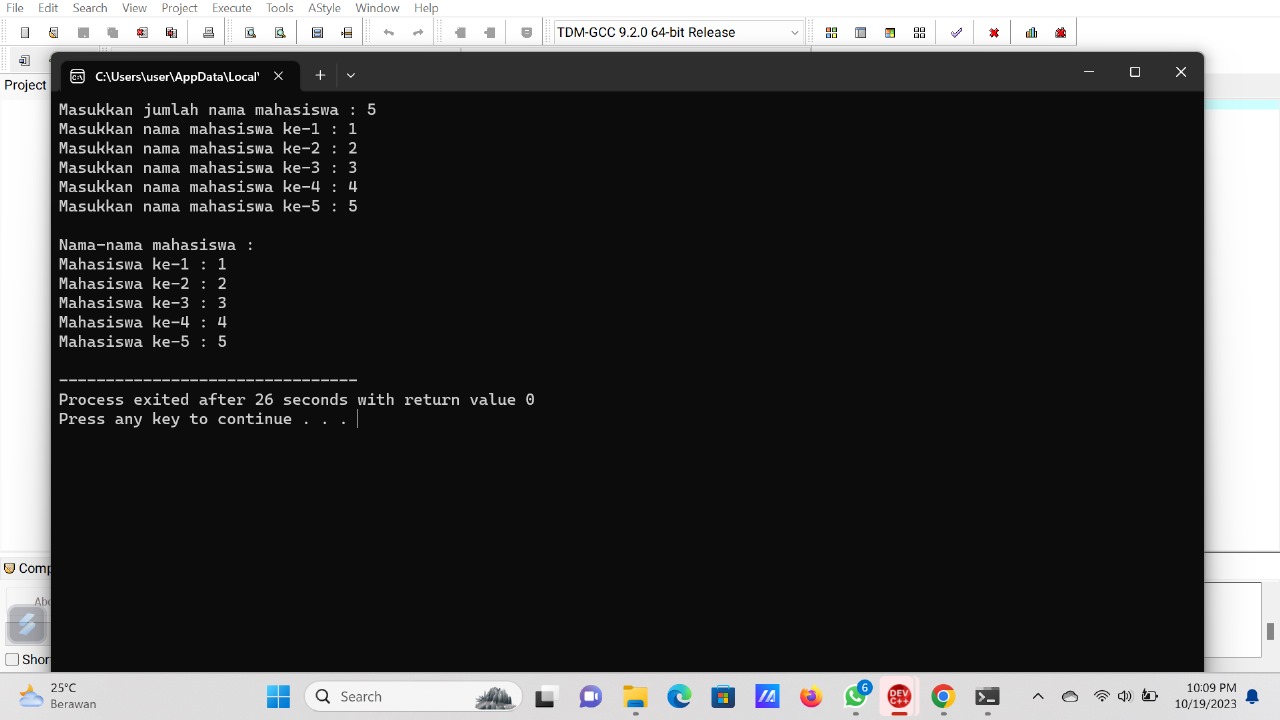 File Edit Search View Project Execute Tools AStyle Window Help
TDM-GCC 9.2.0 64-bit Release
Project
C:\Users\user\AppData\Local\
Masukkan jumlah nama mahasiswa : 5
Masukkan nama mahasiswa ke-1 : 1
Masukkan nama mahasiswa ke-2 : 2
Masukkan nama mahasiswa ke-3 : 3
Masukkan nama mahasiswa ke-4 : 4
Masukkan nama mahasiswa ke-5 : 5
Nama-nama mahasiswa :
Mahasiswa ke-1 : 1
Mahasiswa ke-2 : 2
Mahasiswa ke-3 : 3
Mahasiswa ke-4 : 4
Mahasiswa ke-5 : 5
--------------------------------
Process exited after 26 seconds with return value 0
Press any key to continue . . .
Comp
Abo
Shor
25°C
Berawan
Search
6
DEV
C++
10:09 PM
10/19/2023